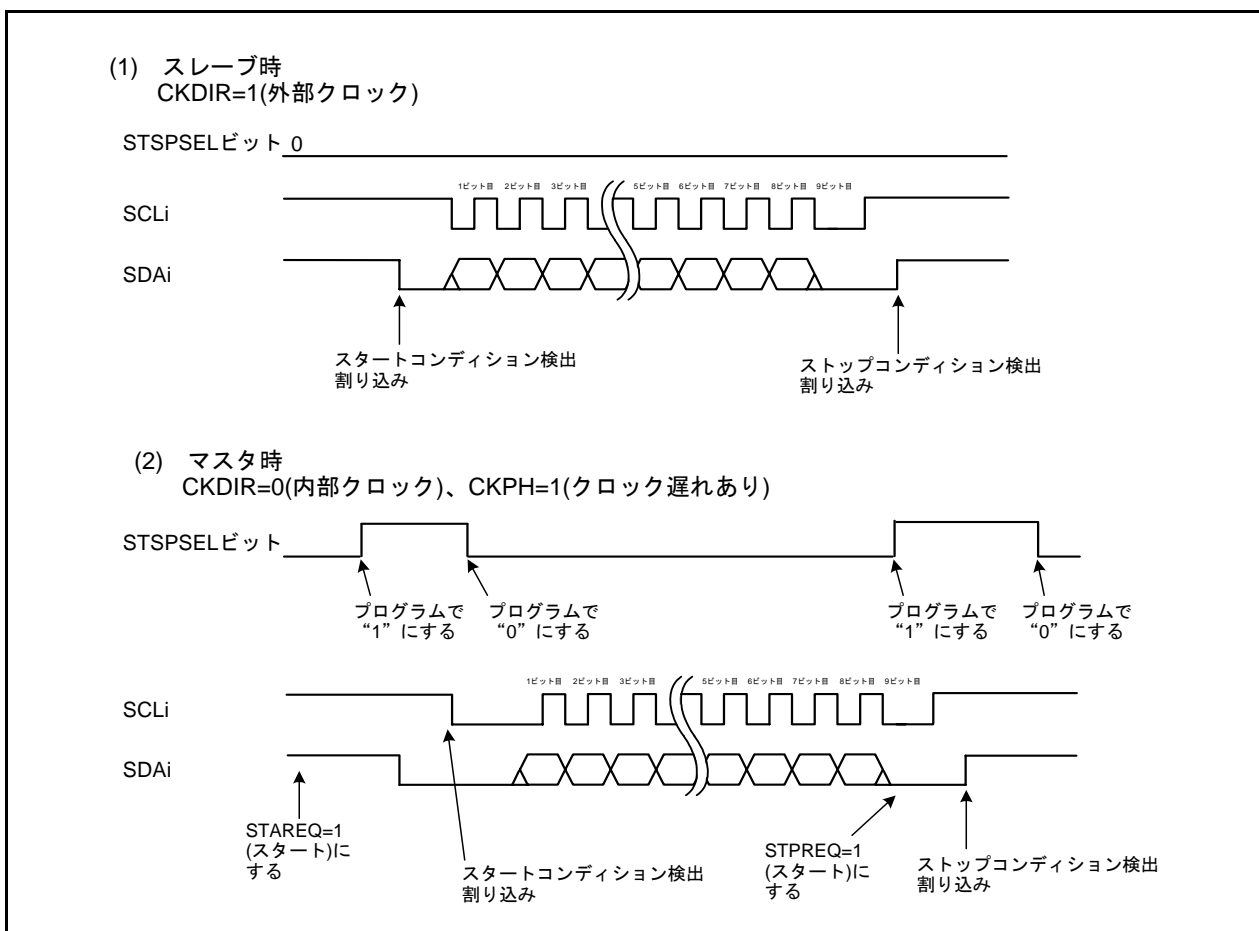 (1) スレーブ時
CKDIR=1(外部クロック)
STSPSELビット 0
1ビット目 2ビット目 3ビット目 5ビット目 6ビット目 7ビット目 8ビット目 9ビット目
SCLi
SDAi
スタートコンディション検出
割り込み
ストップコンディション検出
割り込み
(2) マスタ時
CKDIR=0(内部クロック)、CKPH=1(クロック遅れあり)
STSPSELビット
プログラムで
“1”にする
プログラムで
“0”にする
プログラムで
“1”にする
プログラムで
“0”にする
1ビット目 2ビット目 3ビット目 5ビット目 6ビット目 7ビット目 8ビット目 9ビット目
SCLi
SDAi
STAREQ=1
(スタート)に
する
スタートコンディション検出
割り込み
STPREQ=1
(スタート)に
する
ストップコンディション検出
割り込み